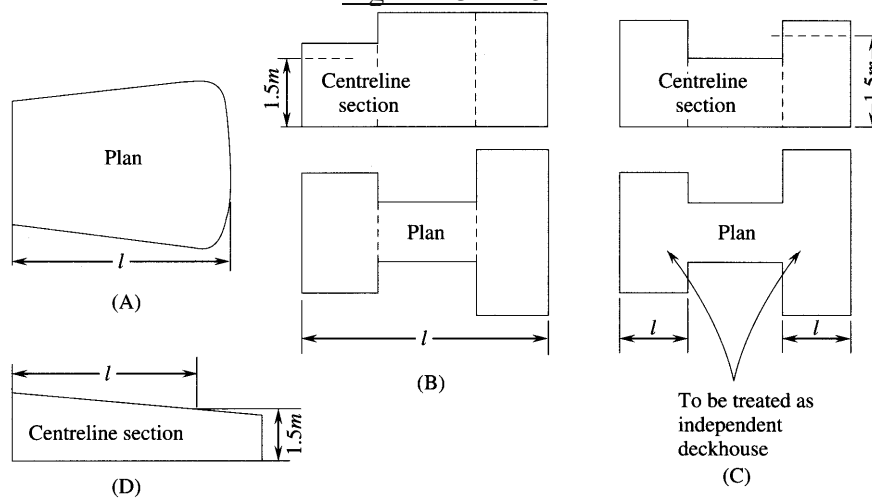 Plan
l
(A)
1.5m
Centreline
section
Plan
l
(B)
Centreline
section
1.5m
Plan
l
l
To be treated as
independent
deckhouse
(C)
l
Centreline section
1.5m
(D)